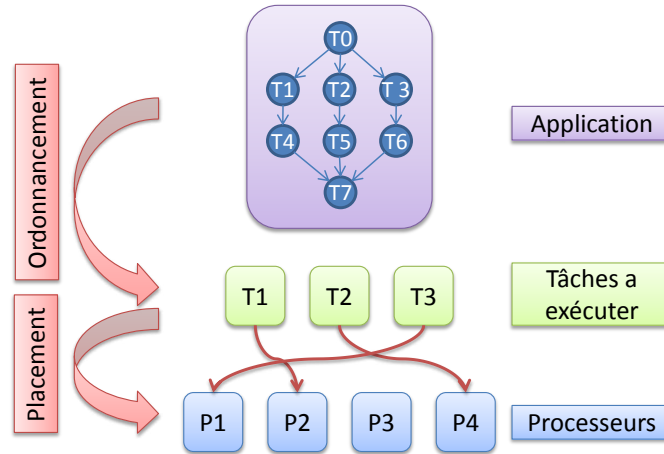 T0
T1 T2 T 3
T4 T5 T6
T7
Application
Ordonnancement
T1 T2 T3
Tâches a
exécuter
Placement
P1 P2 P3 P4
Processeurs